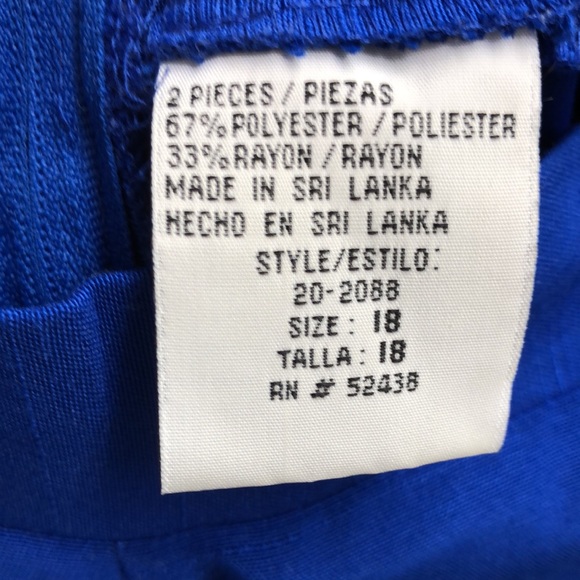 2 PIECES / PIEZAS
67% POLYESTER / POLIESTER
33% RAYON / RAYON
MADE IN SRI LANKA
HECHO EN SRI LANKA
STYLE/ESTILO:
20-2088
SIZE: 18
TALLA: 18
RN # 52438